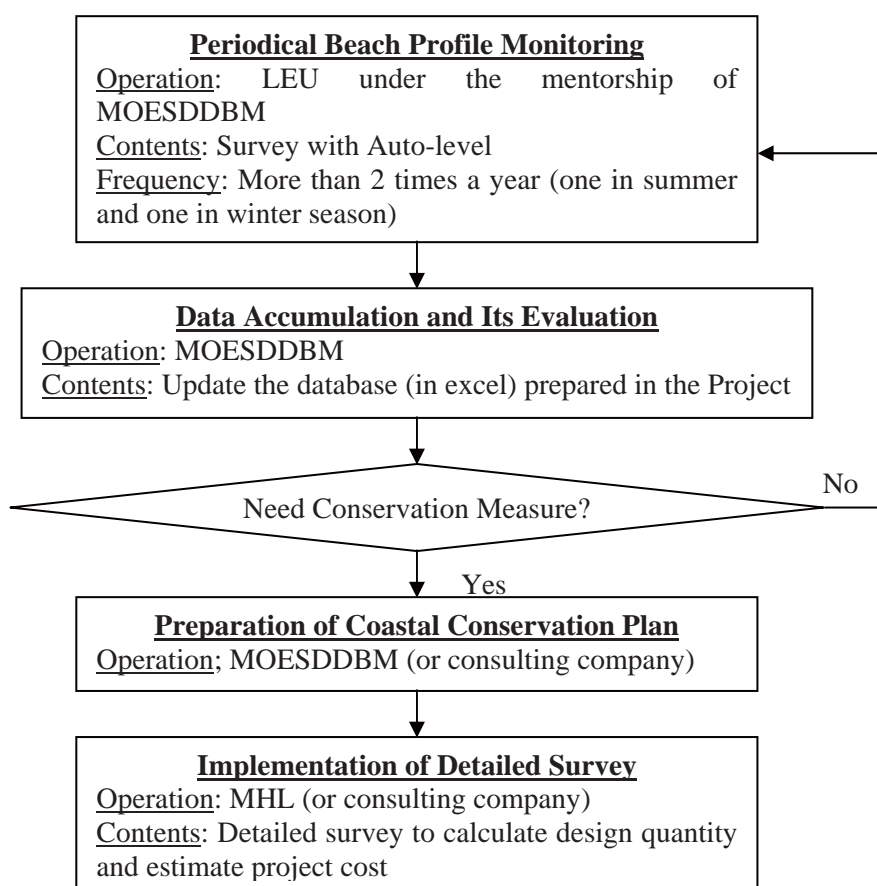 Periodical Beach Profile Monitoring
Operation: LEU under the mentorship of
MOESDDBM
Contents: Survey with Auto-level
Frequency: More than 2 times a year (one in summer
and one in winter season)
Data Accumulation and Its Evaluation
Operation: MOESDDBM
Contents: Update the database (in excel) prepared in the Project
Need Conservation Measure?
No
Yes
Preparation of Coastal Conservation Plan
Operation; MOESDDBM (or consulting company)
Implementation of Detailed Survey
Operation: MHL (or consulting company)
Contents: Detailed survey to calculate design quantity
and estimate project cost